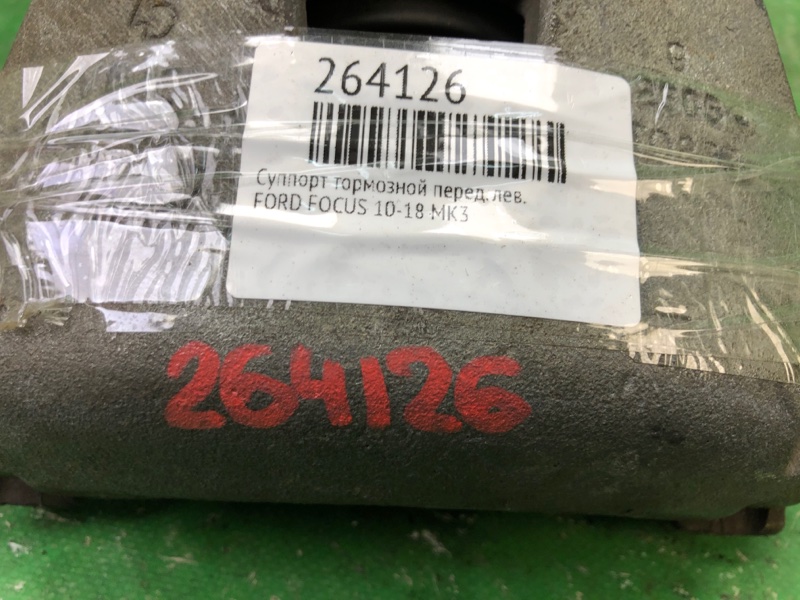 264126
Суппорт тормозной перед.лев.
FORD FOCUS 10-18 MK3
264126